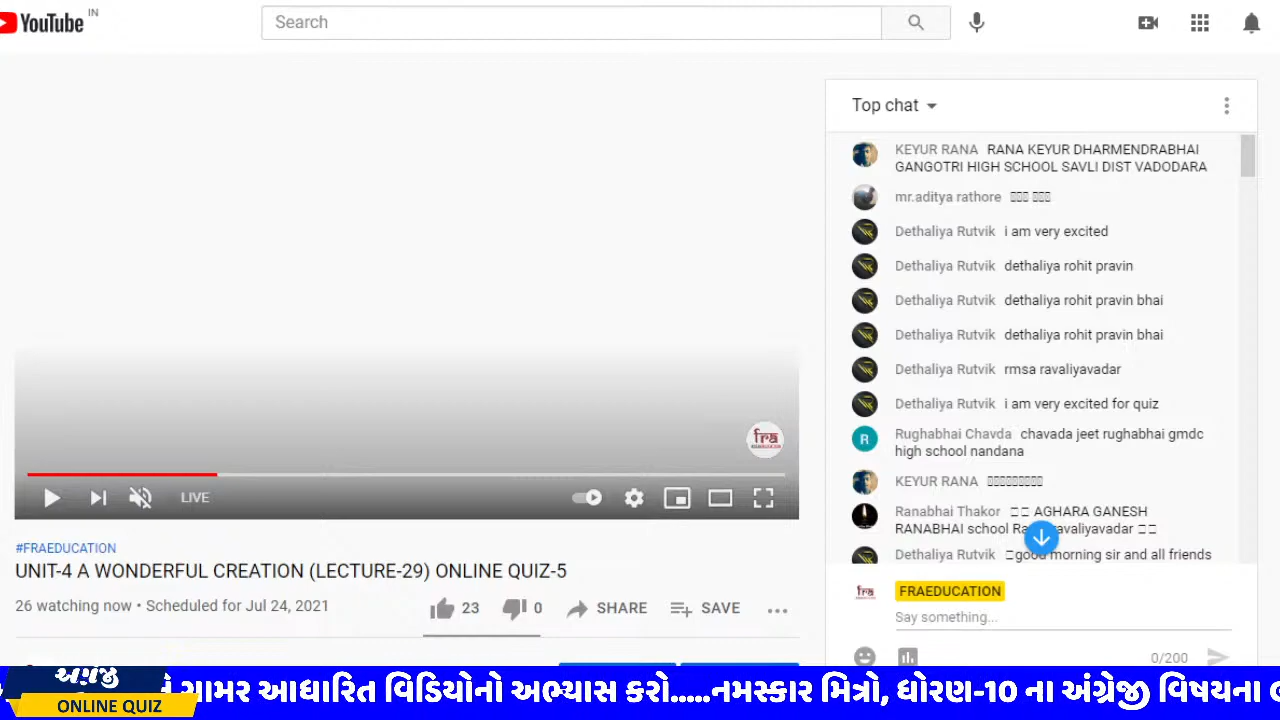 YouTube IN
Search
Top chat
KEYUR RANA RANA KEYUR DHARMENDRABHAI
GANGOTRI HIGH SCHOOL SAVLI DIST VADODARA
mr.aditya rathore
Dethaliya Rutvik i am very excited
Dethaliya Rutvik dethaliya rohit pravin
Dethaliya Rutvik dethaliya rohit pravin bhai
Dethaliya Rutvik dethaliya rohit pravin bhai
Dethaliya Rutvik rmsa ravaliyavadar
Dethaliya Rutvik i am very excited for quiz
R
Rughabhai Chavda chavada jeet rughabhai gmdc
high school nandana
KEYUR RANA
Ranabhai Thakor AGHARA GANESH
RANABHAI school
Dethaliya Rutvik good morning sir and all friends
fra
FRAEDUCATION
Say something...
0/200
fra
LIVE
#FRAEDUCATION
UNIT-4 A WONDERFUL CREATION (LECTURE-29) ONLINE QUIZ-5
26 watching now • Scheduled for Jul 24, 2021
23 0 SHARE SAVE
અંગ્રેજી
ONLINE QUIZ
ગ્રામર આધારિત વિડિયોનો અભ્યાસ કરો.....નમસ્કાર મિત્રો, ધોરણ-10 ના અંગ્રેજી વિષયના